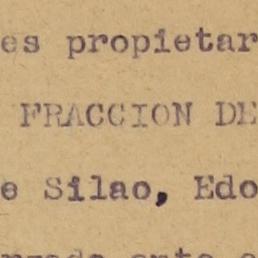 es propietar
FRACCION DE
e Silao, Edo